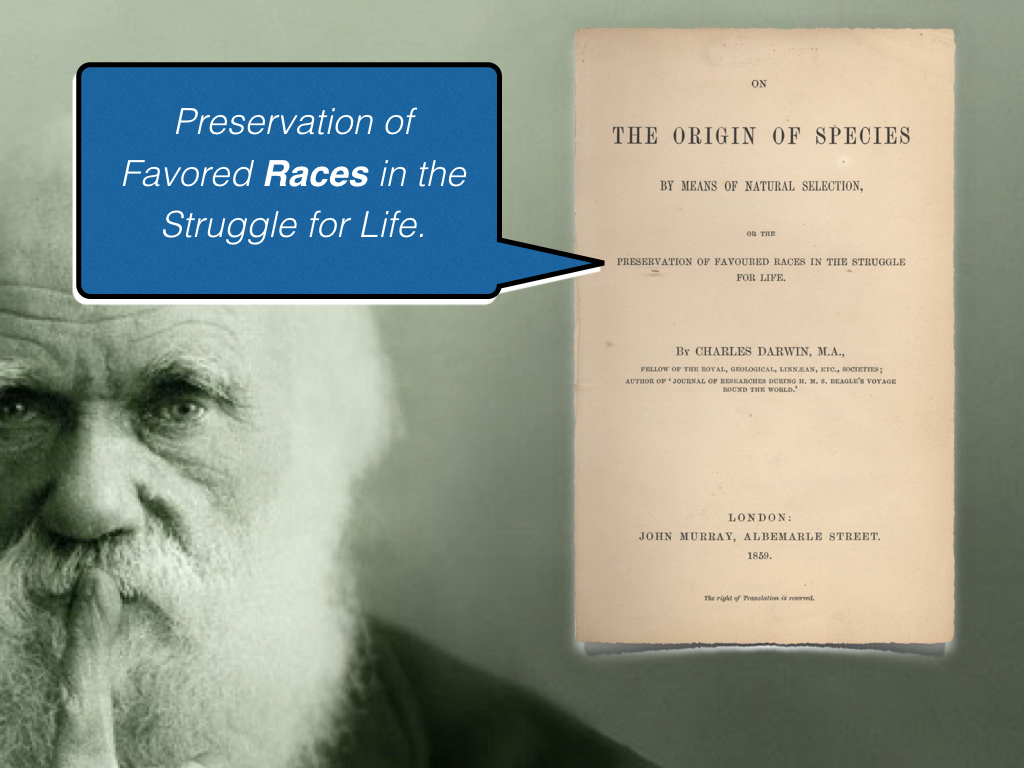 Preservation of
Favored Races in the
Struggle for Life.
ON
THE ORIGIN OF SPECIES
BY MEANS OF NATURAL SELECTION,
OR THE
PRESERVATION OF FAVOURED RACES IN THE STRUGGLE
FOR LIFE.
By CHARLES DARWIN, M.A.,
FELLOW OF THE ROYAL, GEOLOGICAL, LINNÆAN, ETC., SOCIETIES;
AUTHOR OF 'JOURNAL OF RESEARCHES DURING H. M. S. BEAGLE'S VOYAGE
ROUND THE WORLD.'
LONDON:
JOHN MURRAY, ALBEMARLE STREET.
1859.
The right of Translation is reserved.